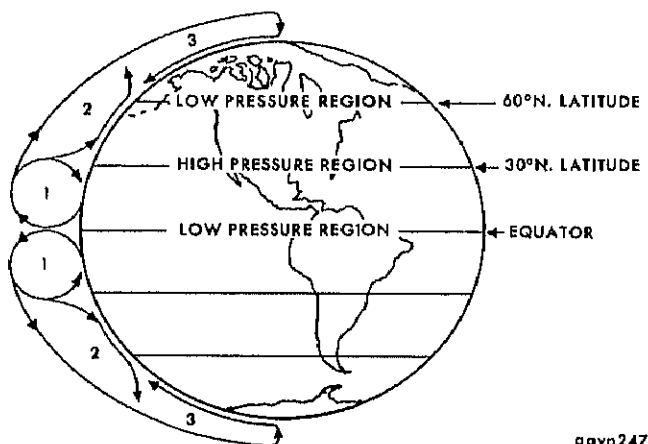 3
2
LOW PRESSURE REGION 60°N. LATITUDE
HIGH PRESSURE REGION 30°N. LATITUDE
1
LOW PRESSURE REGION EQUATOR
1
2
3
aavn247